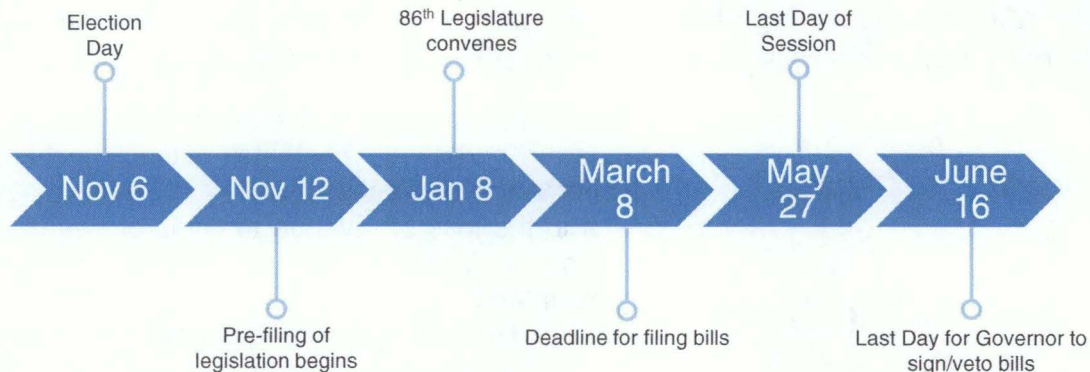 Election
Day
86th Legislature
convenes
Last Day of
Session
Nov 6
Nov 12
Jan 8
March
8
May
27
June
16
Pre-filing of
legislation begins
Deadline for filing bills
Last Day for Governor to
sign/veto bills